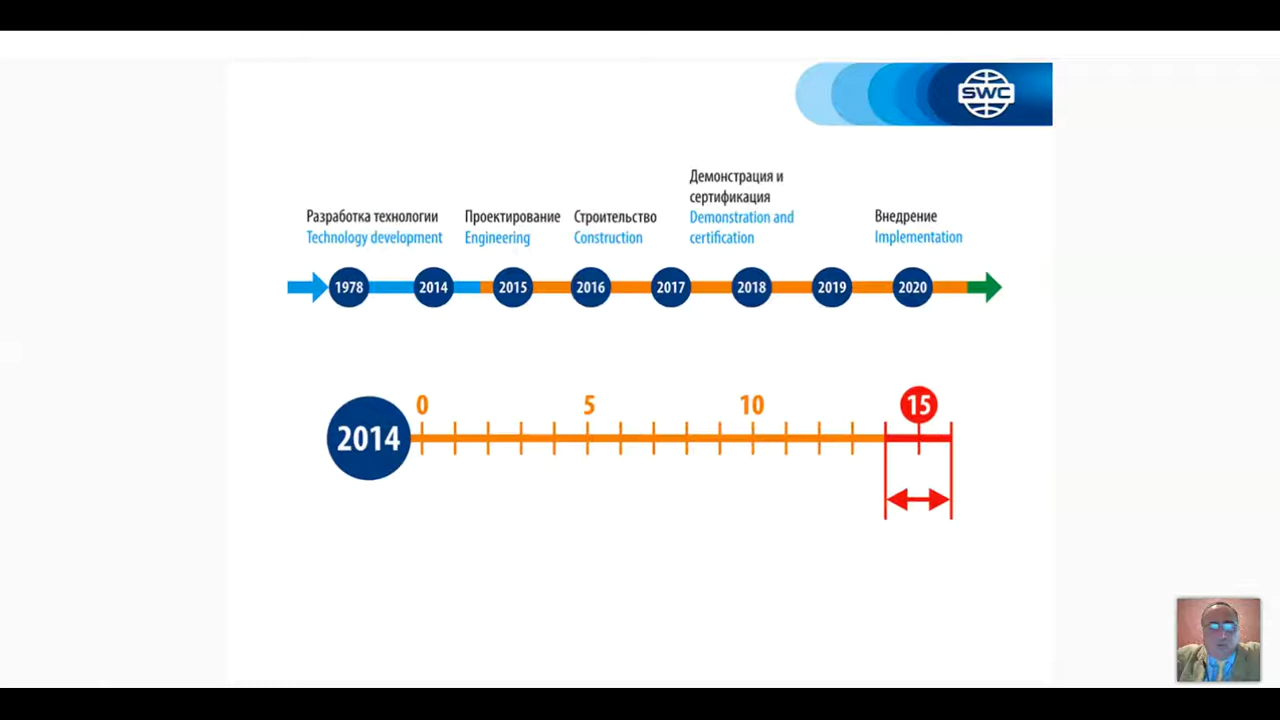 SWC
Демонстрация и
сертификация
Demonstration and
certification
Разработка технологии
Technology development
Проектирование
Engineering
Строительство
Construction
Внедрение
Implementation
1978 2014 2015 2016 2017 2018 2019 2020
0 5 10 15
2014